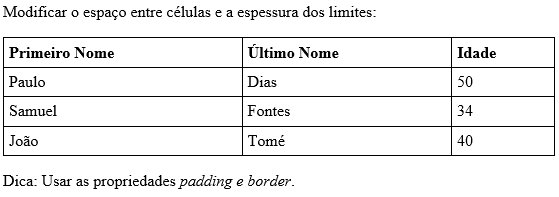 Modificar o espaço entre células e a espessura dos limites:
Primeiro Nome Último Nome Idade
Paulo Dias 50
Samuel Fontes 34
João Tomé 40
Dica: Usar as propriedades padding e border.